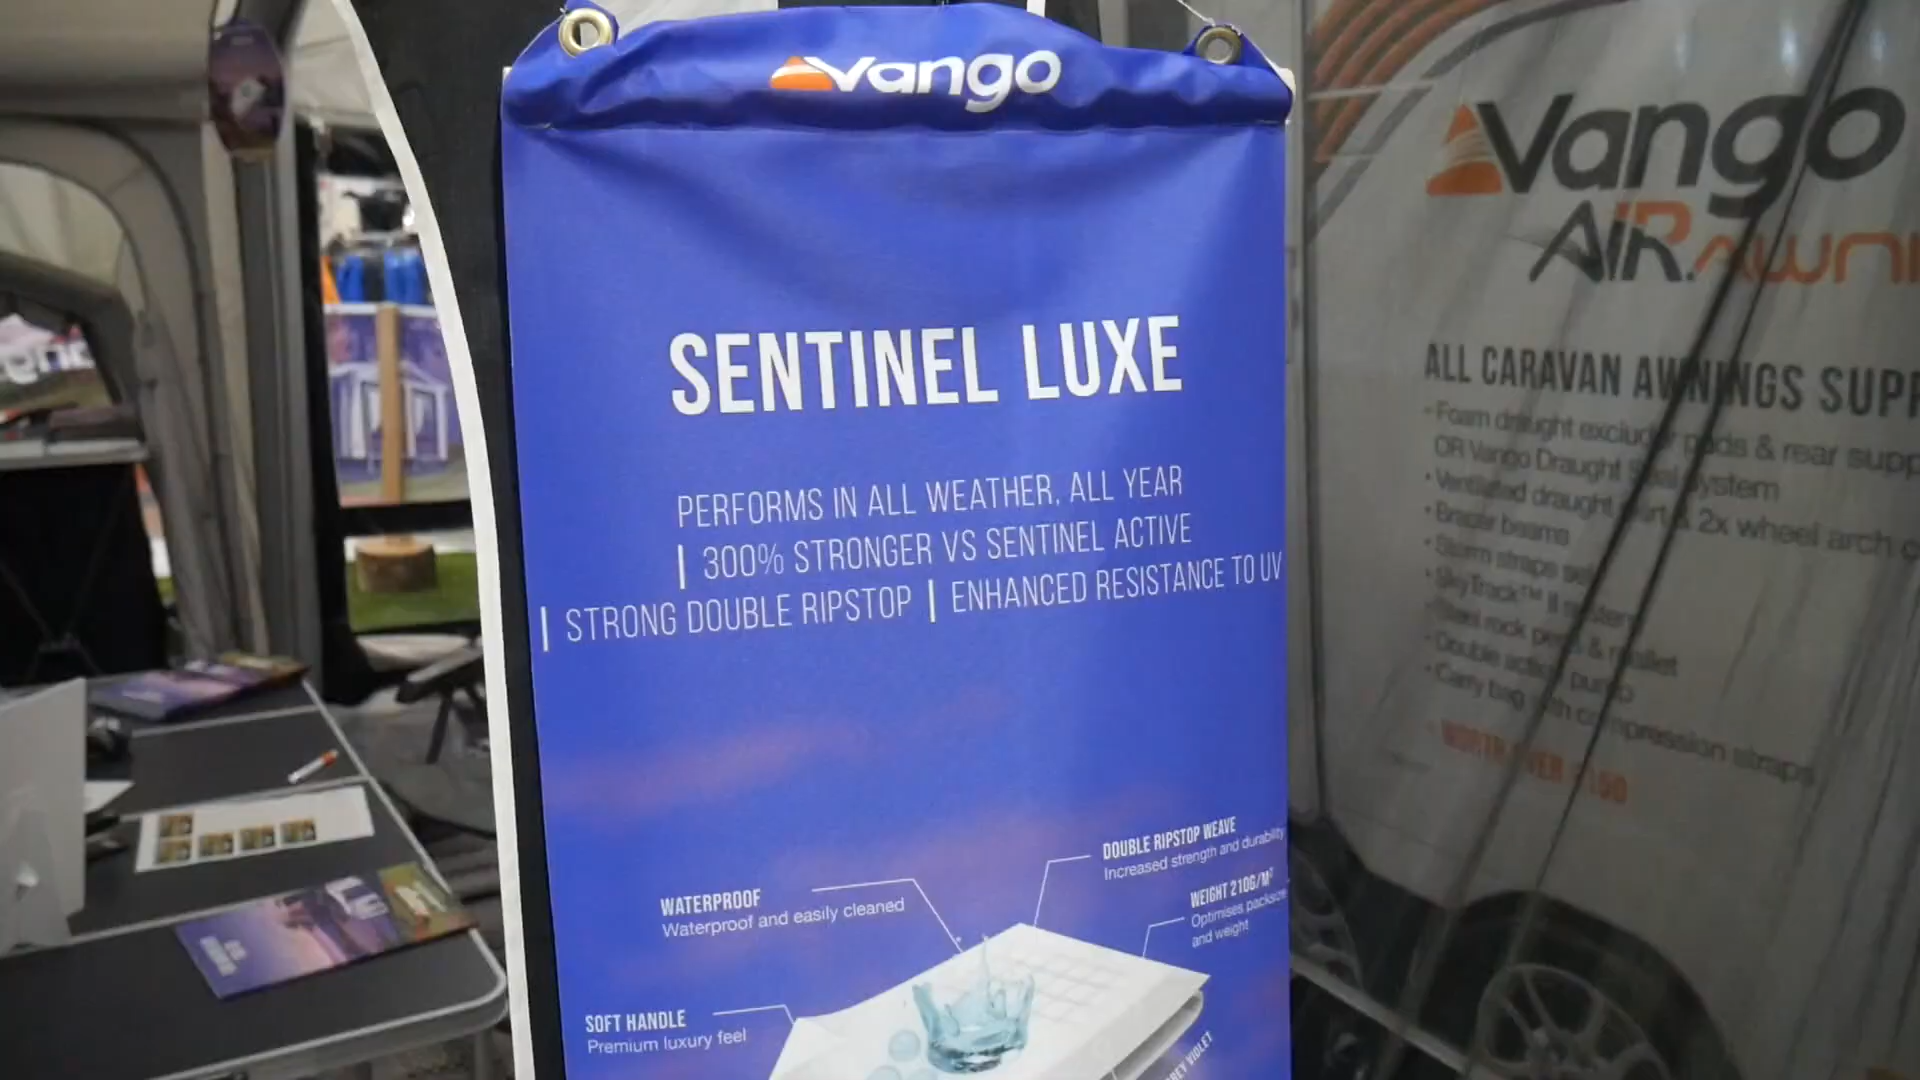 Vango
SENTINEL LUXE
PERFORMS IN ALL WEATHER, ALL YEAR
| 300% STRONGER VS SENTINEL ACTIVE
| STRONG DOUBLE RIPSTOP | ENHANCED RESISTANCE TO UV
DOUBLE RIPSTOP WEAVE
Increased strength and durability
WEIGHT 210G/M²
Optimises packsize
and weight
WATERPROOF
Waterproof and easily cleaned
SOFT HANDLE
Premium luxury feel
VIOLET
Vango
AIR.
ALL CARAVAN AWNINGS
• Foam draught excluder pads & rear
OR Vango Draught Seal System
• Ventilated draught skirt & 2x wheel arch
• Bracer beams
• Storm straps
• SkyTrack™ II system
• Steel rock pegs & mallet
• Double action pump
• Carry bag with compression straps
WORTH OVER